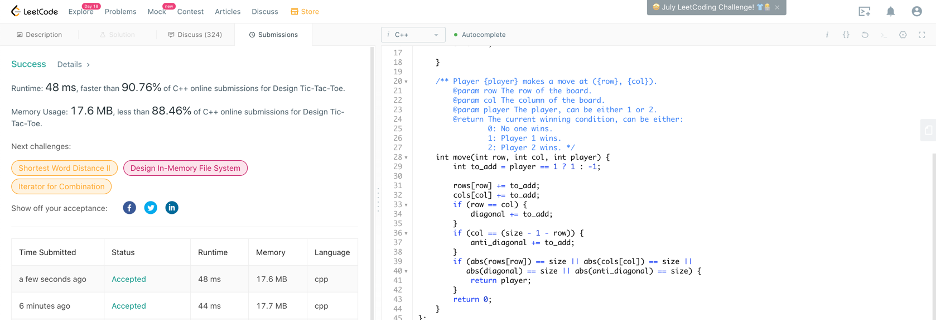 LeetCode Explore Day 18 Problems Mock new Contest Articles Discuss Store July LeetCoding Challenge! ×
Description Solution Discuss (324) Submissions
i C++ Autocomplete i {}
Success Details >
Runtime: 48 ms, faster than 90.76% of C++ online submissions for Design Tic-Tac-Toe.
Memory Usage: 17.6 MB, less than 88.46% of C++ online submissions for Design Tic-
Tac-Toe.
Next challenges:
Shortest Word Distance II Design In-Memory File System
Iterator for Combination
Show off your acceptance:
Time Submitted Status Runtime Memory Language
a few seconds ago Accepted 48 ms 17.6 MB cpp
6 minutes ago Accepted 44 ms 17.7 MB cpp
17
18 }
19
20 /** Player {player} makes a move at ({row}, {col}).
21 @param row The row of the board.
22 @param col The column of the board.
23 @param player The player, can be either 1 or 2.
24 @return The current winning condition, can be either:
25 0: No one wins.
26 1: Player 1 wins.
27 2: Player 2 wins. */
28 int move(int row, int col, int player) {
29 int to_add = player == 1 ? 1 : -1;
30
31 rows[row] += to_add;
32 cols[col] += to_add;
33 if (row == col) {
34 diagonal += to_add;
35 }
36 if (col == (size - 1 - row)) {
37 anti_diagonal += to_add;
38 }
39 if (abs(rows[row]) == size || abs(cols[col]) == size ||
40 abs(diagonal) == size || abs(anti_diagonal) == size) {
41 return player;
42 }
43 return 0;
44 }
45 };